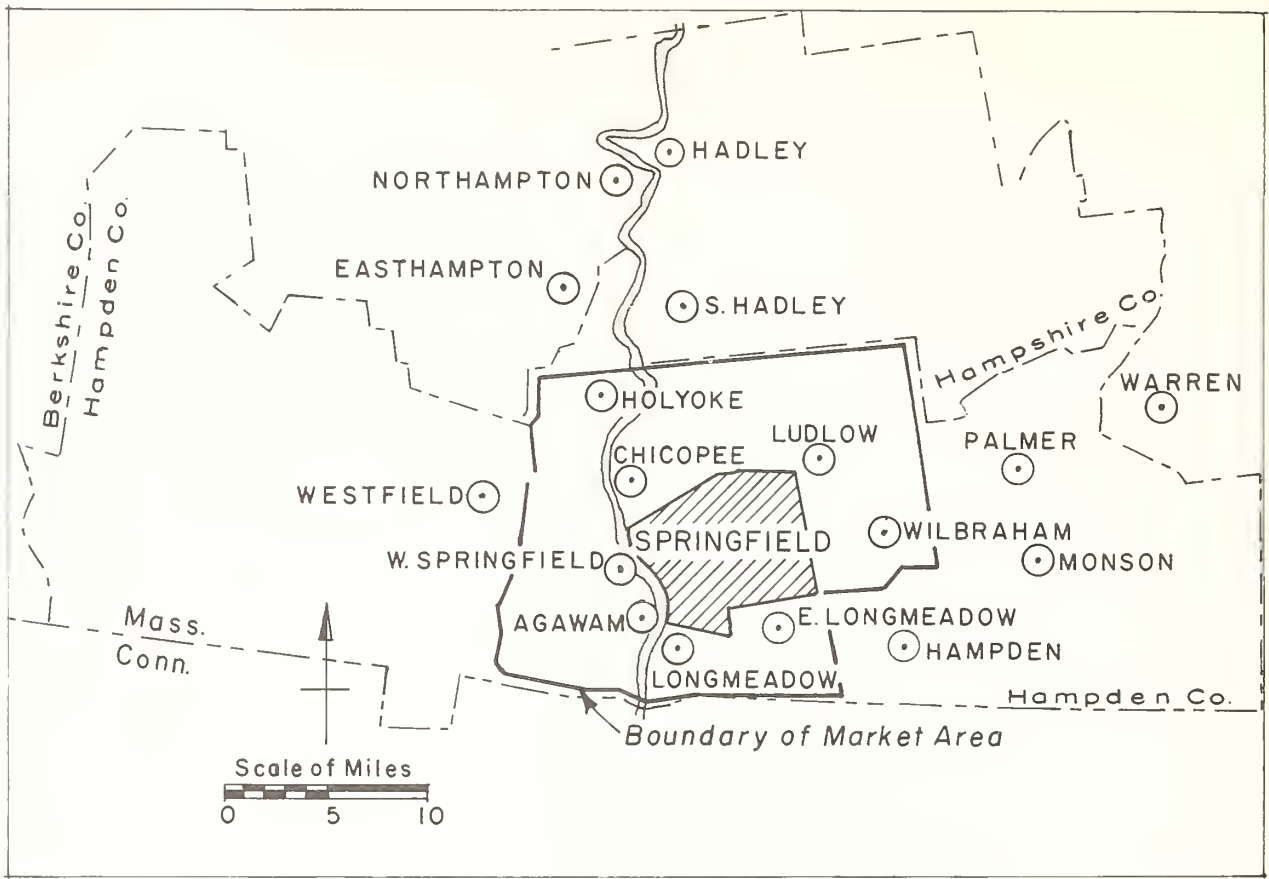 HADLEY
NORTHAMPTON
Berkshire Co.
Hampden Co.
EASTHAMPTON
S. HADLEY
Hampshire Co.
WARREN
HOLYOKE
LUDLOW
PALMER
CHICOPEE
WESTFIELD
SPRINGFIELD
WILBRAHAM
W. SPRINGFIELD
MONSON
Mass.
Conn.
AGAWAM
E. LONGMEADOW
HAMPDEN
LONGMEADOW
Hampden Co.
Boundary of Market Area
Scale of Miles
0 5 10